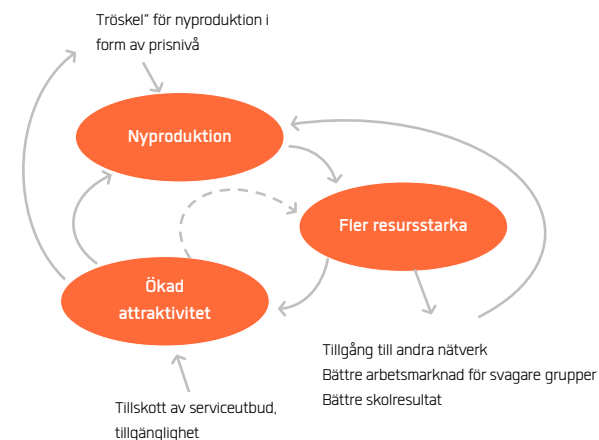 Tröskel” för nyproduktion i
form av prisnivå
Nyproduktion
Fler resursstarka
Ökad
attraktivitet
Tillgång till andra nätverk
Bättre arbetsmarknad för svagare grupper
Bättre skolresultat
Tillskott av serviceutbud,
tillgänglighet